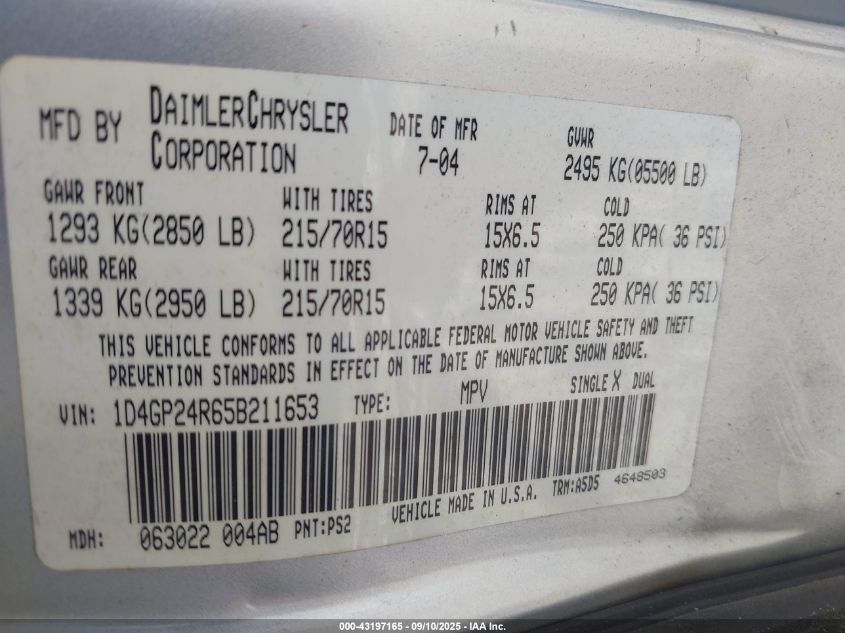 MFD BY DAIMLERCHRYSLER CORPORATION DATE OF MFR 7-04 GVWR 2495 KG(05500 LB)
GAWR FRONT WITH TIRES RIMS AT COLD
1293 KG(2850 LB) 215/70R15 15X6.5 250 KPA( 36 PSI)
GAWR REAR WITH TIRES RIMS AT COLD
1339 KG(2950 LB) 215/70R15 15X6.5 250 KPA( 36 PSI)
THIS VEHICLE CONFORMS TO ALL APPLICABLE FEDERAL MOTOR VEHICLE SAFETY AND THEFT
PREVENTION STANDARDS IN EFFECT ON THE DATE OF MANUFACTURE SHOWN ABOVE.
VIN: 1D4GP24R65B211653 TYPE: MPV SINGLE X DUAL
MDH: 063022 004AB PNT:PS2 VEHICLE MADE IN U.S.A. TRM:A5D5 4648503
000-43197165 - 09/10/2025 - IAA Inc.